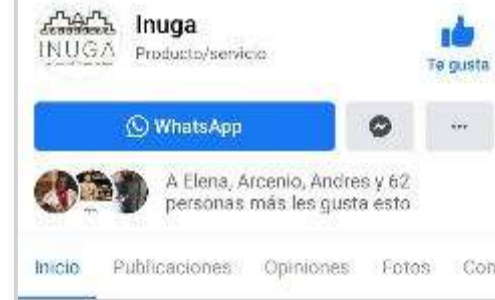 INUGA
Inuga
Producto/servicio
Te gusta
WhatsApp
A Elena, Arcenio, Andres y 62
personas más les gusta esto
Inicio Publicaciones Opiniones Fotos Con